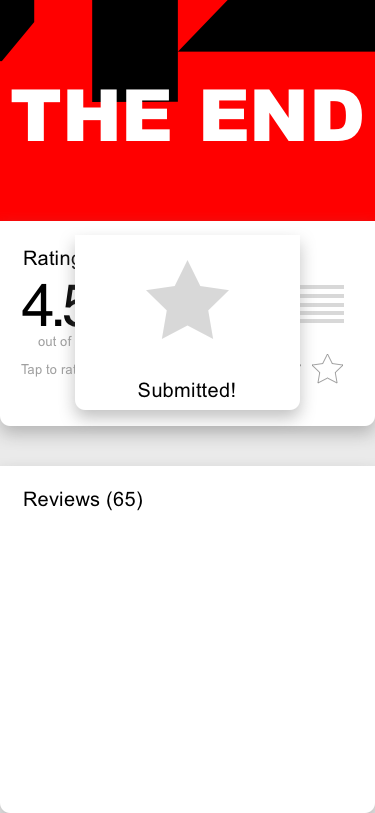 THE END
Rating
4.5
out of
Tap to rat
Submitted!
Reviews (65)